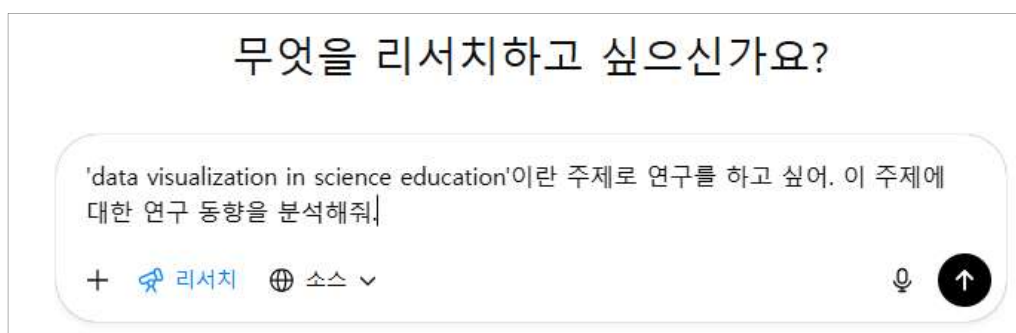 무엇을 리서치하고 싶으신가요?
'data visualization in science education'이란 주제로 연구를 하고 싶어. 이 주제에
대한 연구 동향을 분석해줘.
리서치 소스